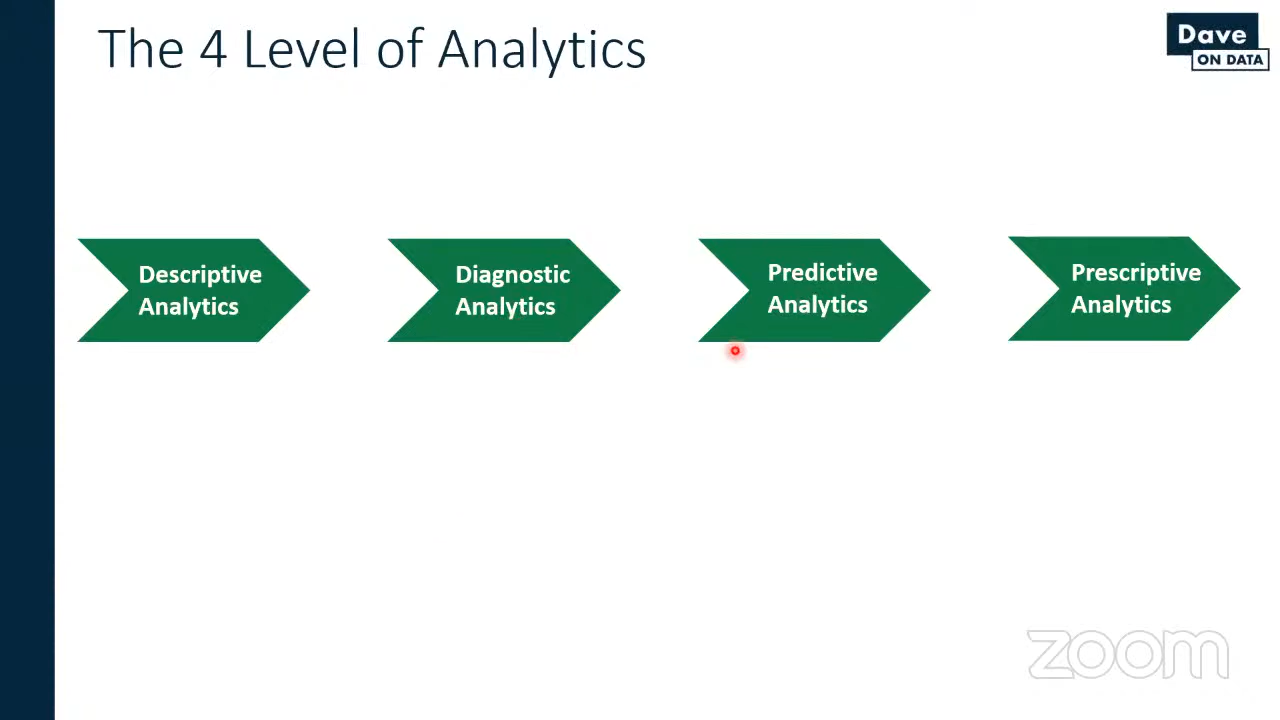 The 4 Level of Analytics
Dave
ON DATA
Descriptive
Analytics
Diagnostic
Analytics
Predictive
Analytics
Prescriptive
Analytics
zoom